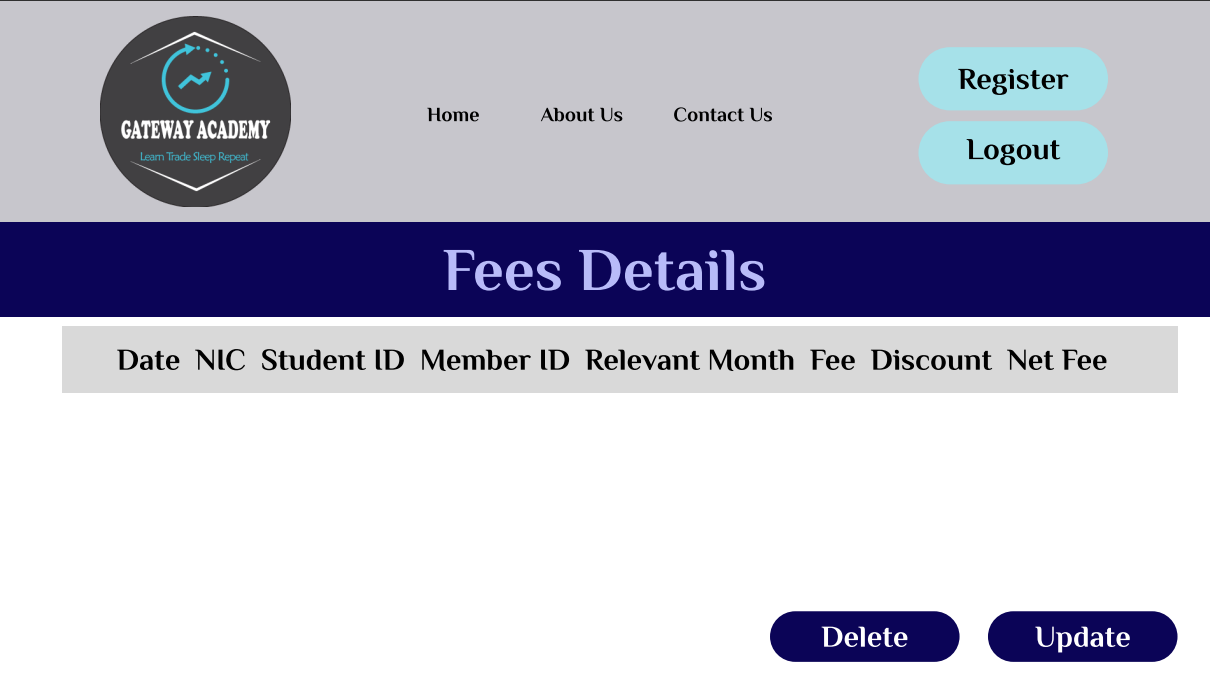 GATEWAY ACADEMY
Learn Trade Sleep Repeat
Home About Us Contact Us
Register
Logout
Fees Details
Date NIC Student ID Member ID Relevant Month Fee Discount Net Fee
Delete Update